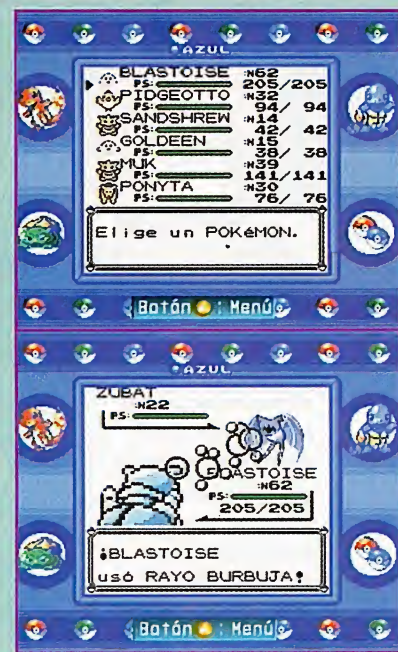 AZUL
BLASTOISE :N62
PS: 205/205
PIDGEOTTO :N32
PS: 94/ 94
SANDSHREW :N14
PS: 42/ 42
GOLDEEN :N15
PS: 38/ 38
MUK :N39
PS: 141/141
PONYTA :N30
PS: 76/ 76
Elige un POKéMON.
Botón : Menú
AZUL
ZUBAT
:N22
PS:
BLASTOISE
:N62
PS:
205/205
¡BLASTOISE
usó RAYO BURBUJA!
Botón : Menú